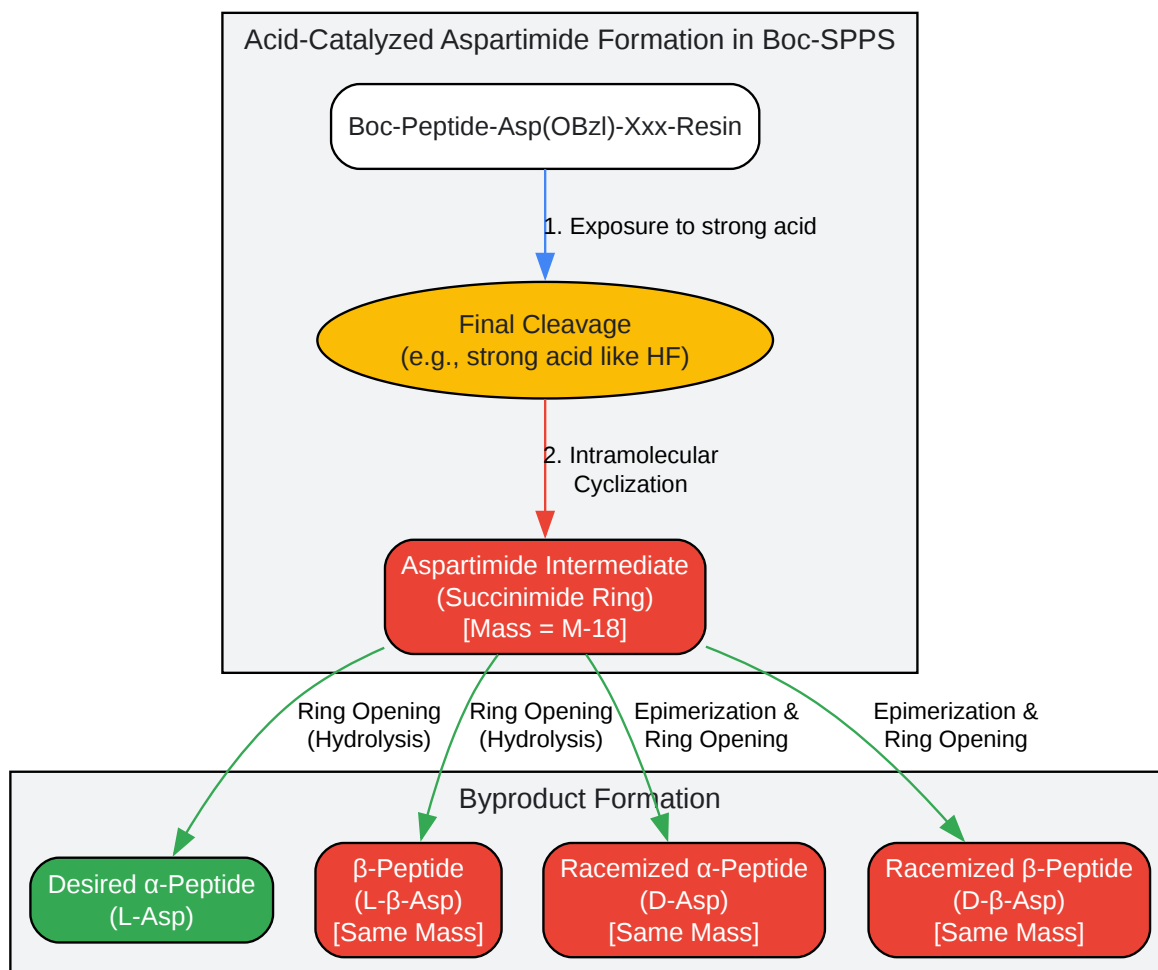 Acid-Catalyzed Aspartimide Formation in Boc-SPPS
Boc-Peptide-Asp(OBzl)-Xxx-Resin
1. Exposure to strong acid
Final Cleavage
(e.g., strong acid like HF)
2. Intramolecular
Cyclization
Aspartimide Intermediate
(Succinimide Ring)
[Mass = M-18]
Ring Opening
(Hydrolysis)
Ring Opening
(Hydrolysis)
Epimerization &
Ring Opening
Epimerization &
Ring Opening
Byproduct Formation
Desired α-Peptide
(L-Asp)
β-Peptide
(L-β-Asp)
[Same Mass]
Racemized α-Peptide
(D-Asp)
[Same Mass]
Racemized β-Peptide
(D-β-Asp)
[Same Mass]